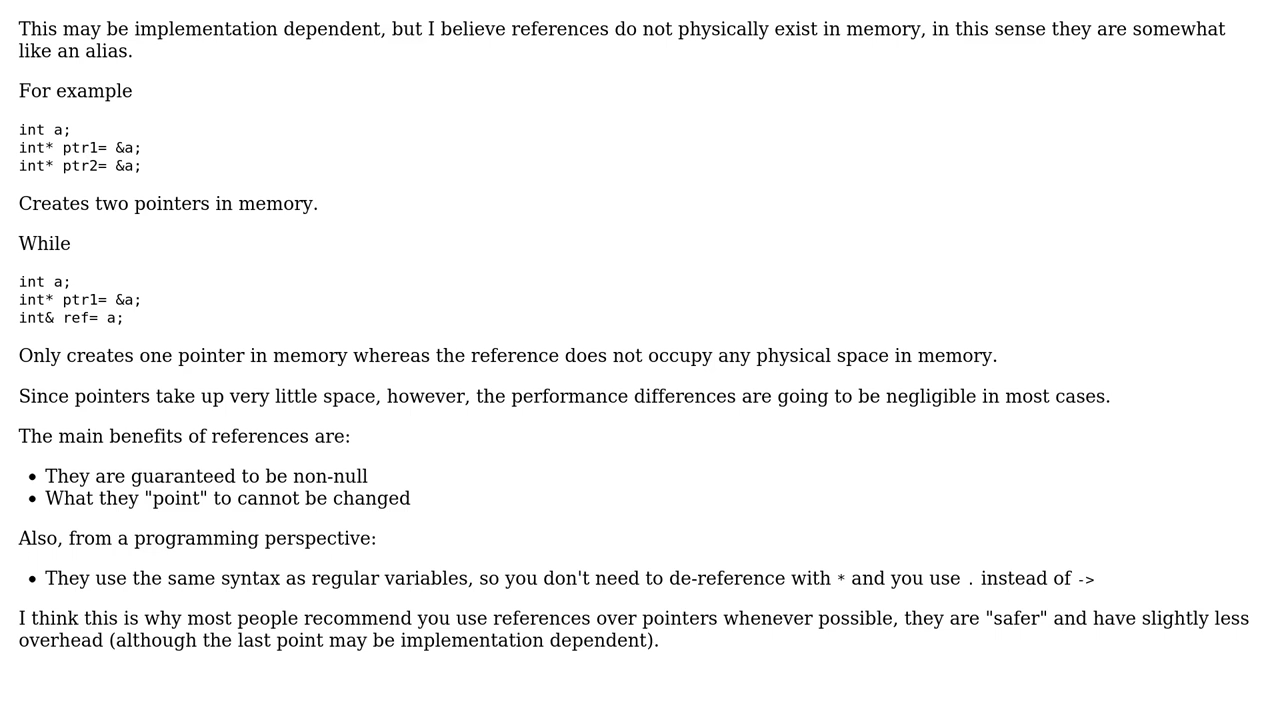 This may be implementation dependent, but I believe references do not physically exist in memory, in this sense they are somewhat
like an alias.
For example
int a;
int* ptr1= &a;
int* ptr2= &a;
Creates two pointers in memory.
While
int a;
int* ptr1= &a;
int& ref= a;
Only creates one pointer in memory whereas the reference does not occupy any physical space in memory.
Since pointers take up very little space, however, the performance differences are going to be negligible in most cases.
The main benefits of references are:
• They are guaranteed to be non-null
• What they "point" to cannot be changed
Also, from a programming perspective:
• They use the same syntax as regular variables, so you don't need to de-reference with * and you use . instead of ->
I think this is why most people recommend you use references over pointers whenever possible, they are "safer" and have slightly less
overhead (although the last point may be implementation dependent).